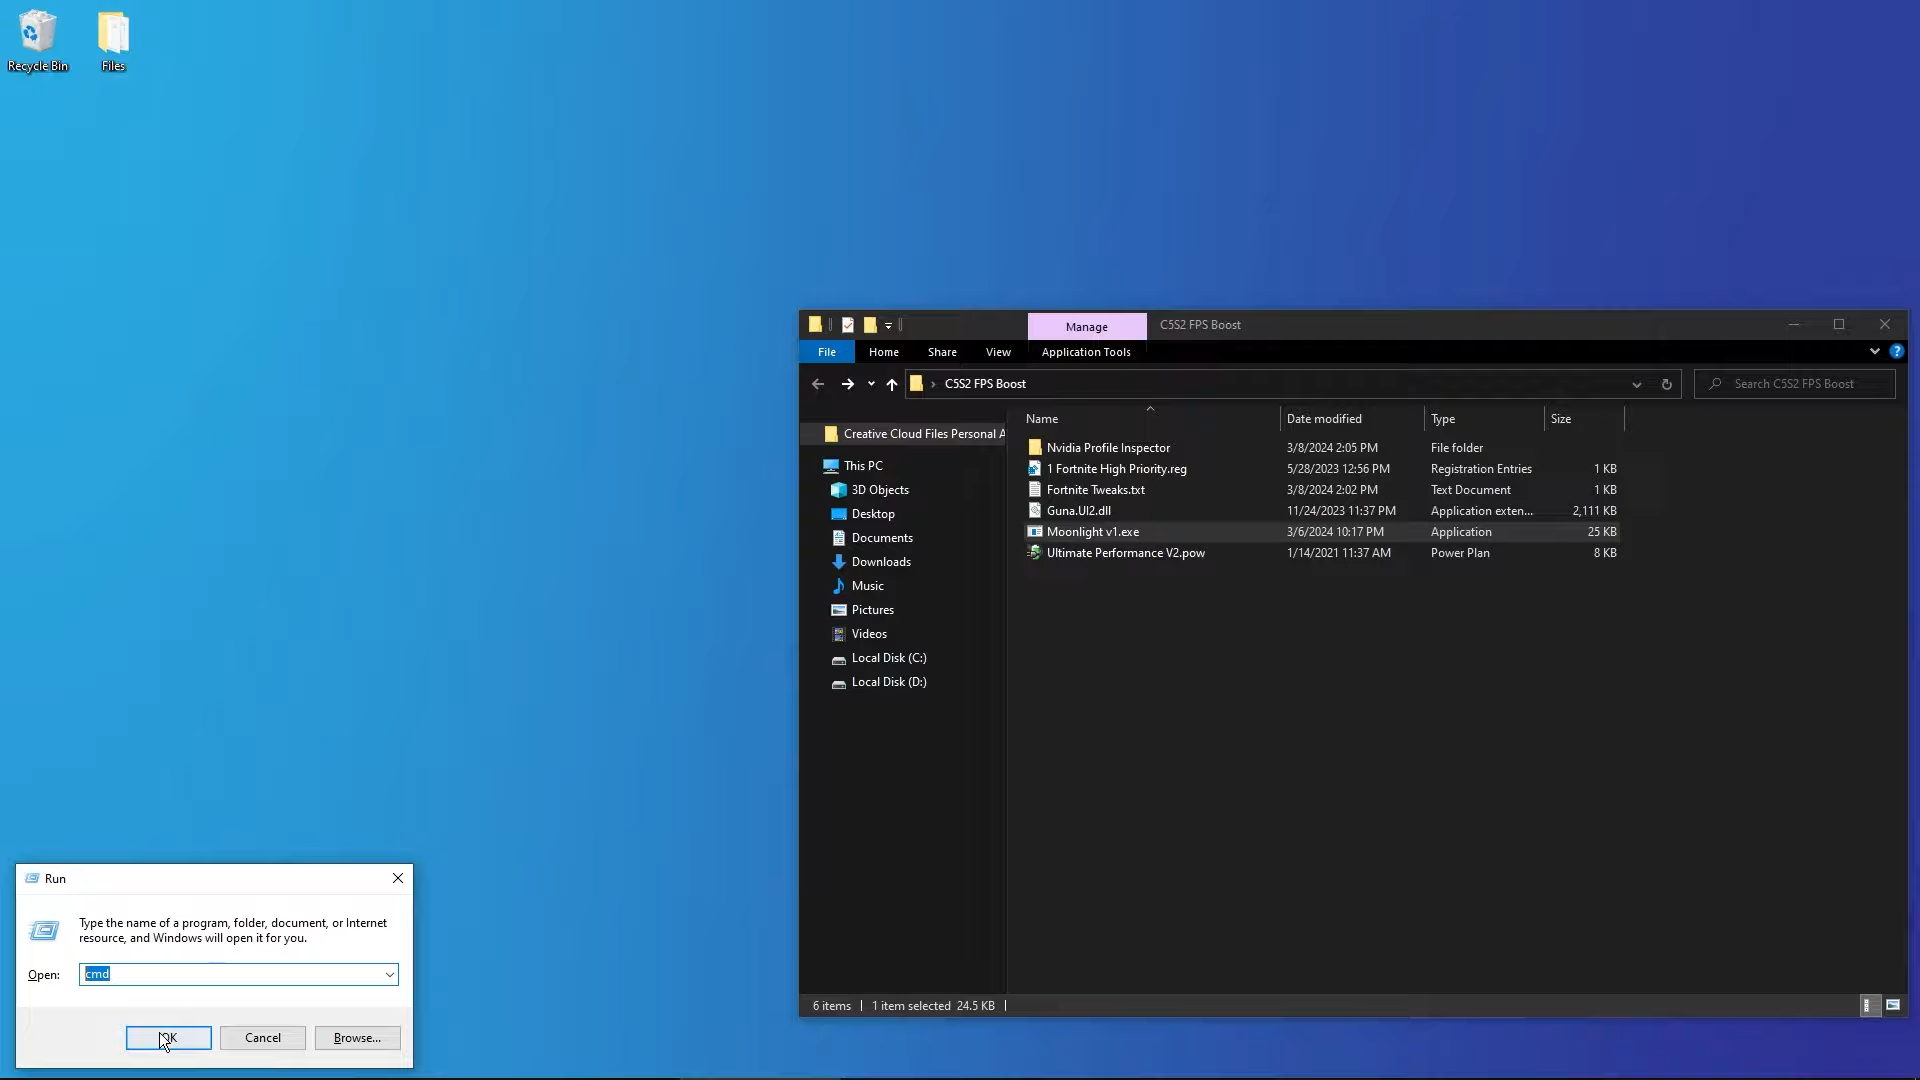 Recycle Bin
Files
Manage
C5S2 FPS Boost
File
Home
Share
View
Application Tools
C5S2 FPS Boost
Search C5S2 FPS Boost
Name
Date modified
Type
Size
Creative Cloud Files Personal A
This PC
3D Objects
Desktop
Documents
Downloads
Music
Pictures
Videos
Local Disk (C:)
Local Disk (D:)
Nvidia Profile Inspector 3/8/2024 2:05 PM File folder
1 Fortnite High Priority.reg 5/28/2023 12:56 PM Registration Entries 1 KB
Fortnite Tweaks.txt 3/8/2024 2:02 PM Text Document 1 KB
Guna.UI2.dll 11/24/2023 11:37 PM Application exten... 2,111 KB
Moonlight v1.exe 3/6/2024 10:17 PM Application 25 KB
Ultimate Performance V2.pow 1/14/2021 11:37 AM Power Plan 8 KB
6 items
1 item selected 24.5 KB
Run
Type the name of a program, folder, document, or Internet
resource, and Windows will open it for you.
Open:
cmd
OK
Cancel
Browse...